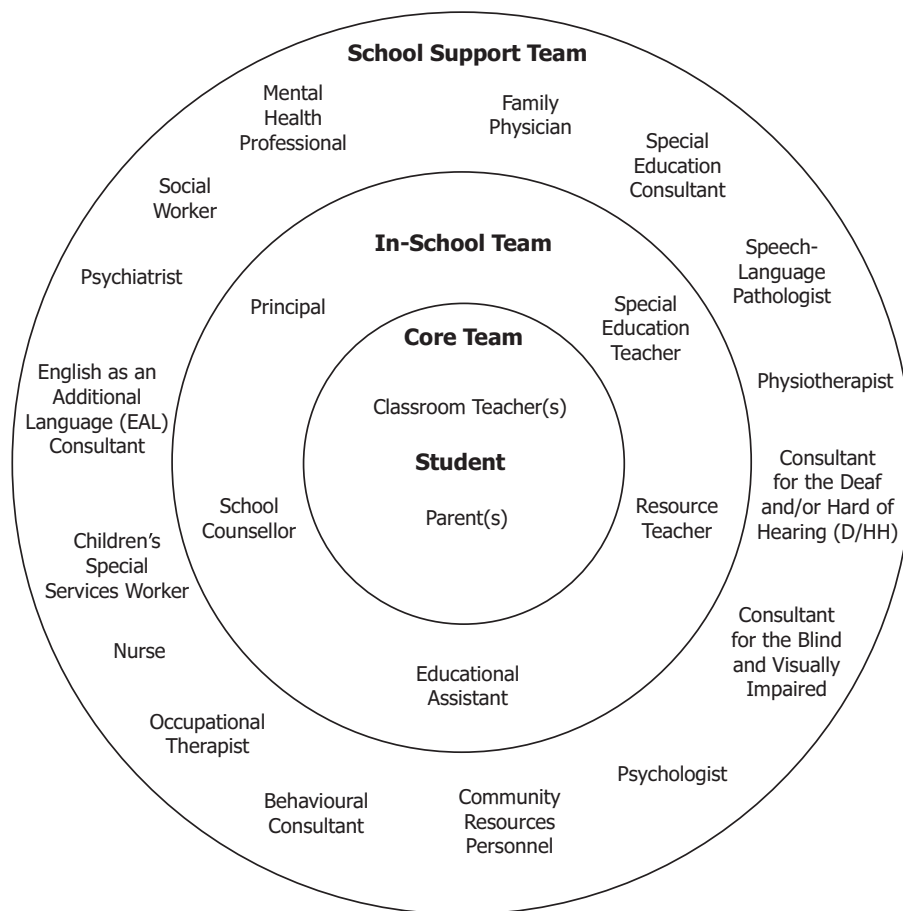 School Support Team
Mental
Health
Professional
Family
Physician
Special
Education
Consultant
Social
Worker
Speech-
Language
Pathologist
Psychiatrist
Physiotherapist
English as an
Additional
Language (EAL)
Consultant
Consultant
for the Deaf
and/or Hard of
Hearing (D/HH)
Children's
Special
Services Worker
Consultant
for the Blind
and Visually
Impaired
Nurse
Occupational
Therapist
Psychologist
Behavioural
Consultant
Community
Resources
Personnel
In-School Team
Principal
Special
Education
Teacher
School
Counsellor
Resource
Teacher
Educational
Assistant
Core Team
Classroom Teacher(s)
Student
Parent(s)